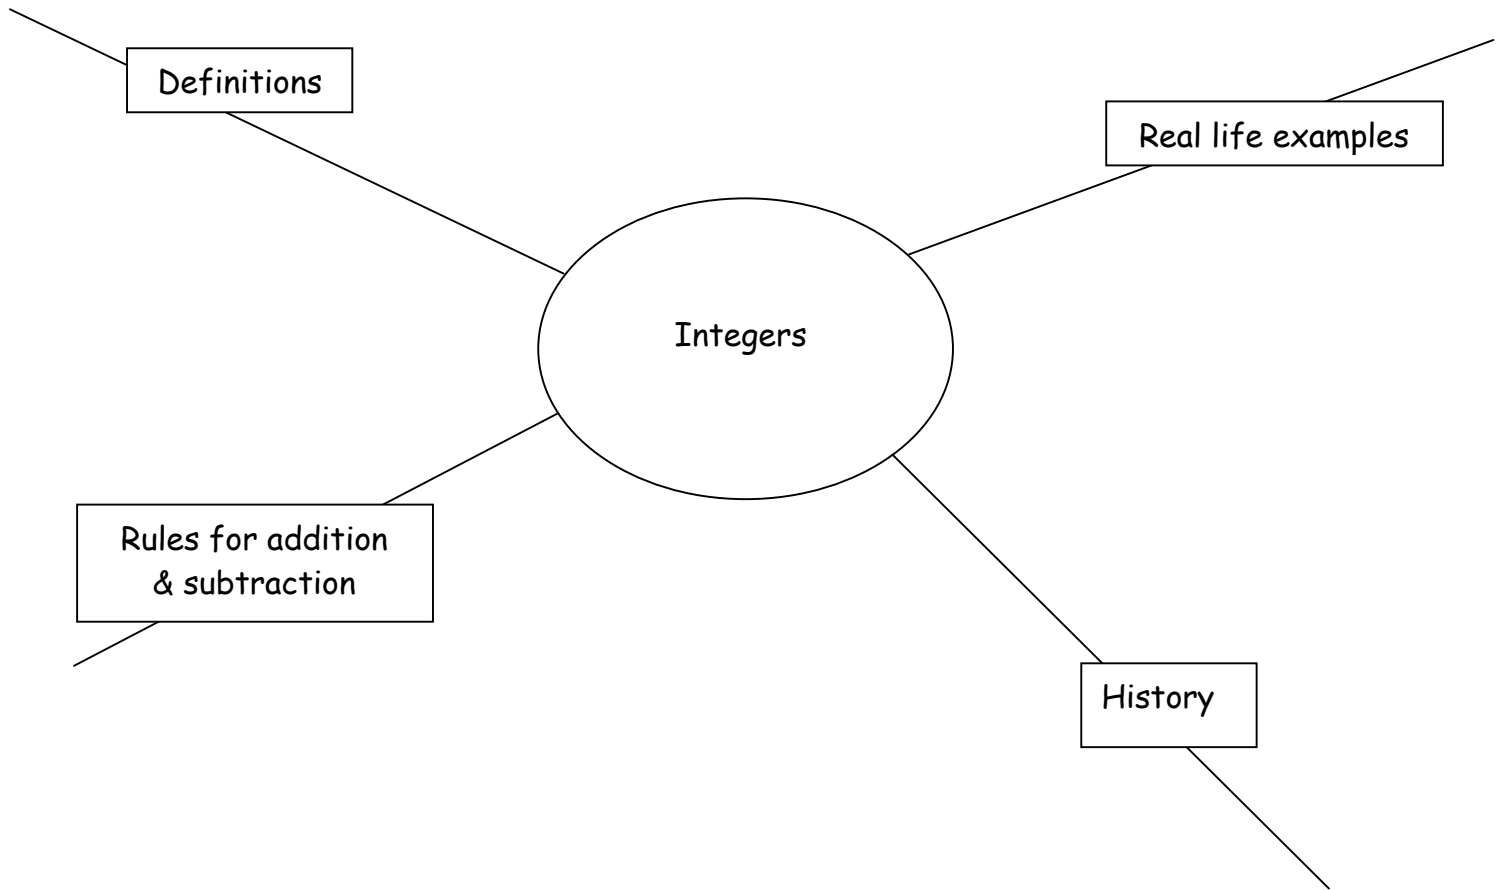 Definitions
Real life examples
Integers
Rules for addition
& subtraction
History